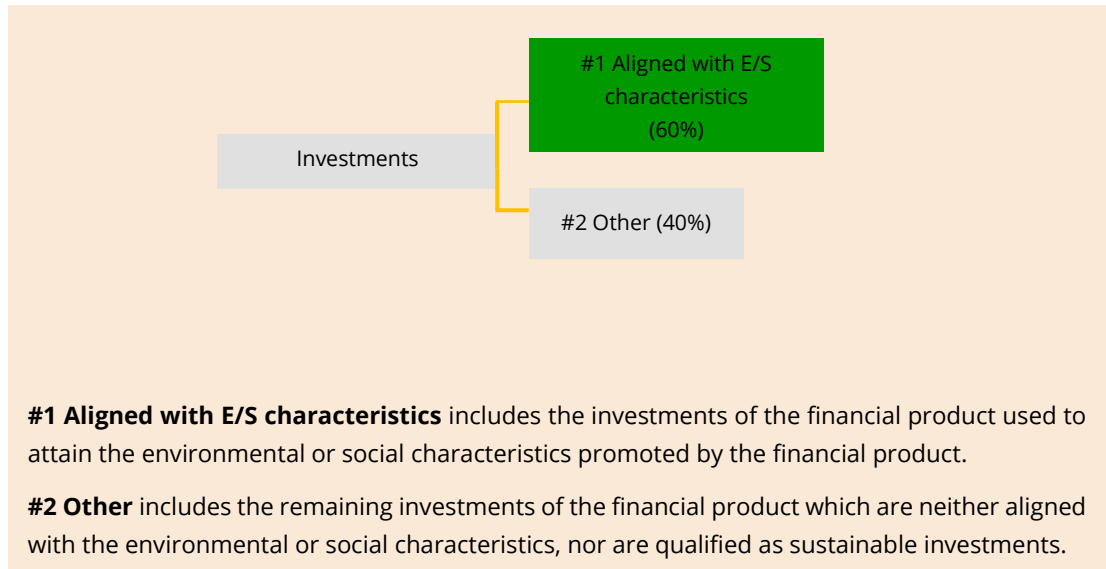 #1 Aligned with E/S
characteristics
(60%)
Investments
#2 Other (40%)
#1 Aligned with E/S characteristics includes the investments of the financial product used to
attain the environmental or social characteristics promoted by the financial product.
#2 Other includes the remaining investments of the financial product which are neither aligned
with the environmental or social characteristics, nor are qualified as sustainable investments.